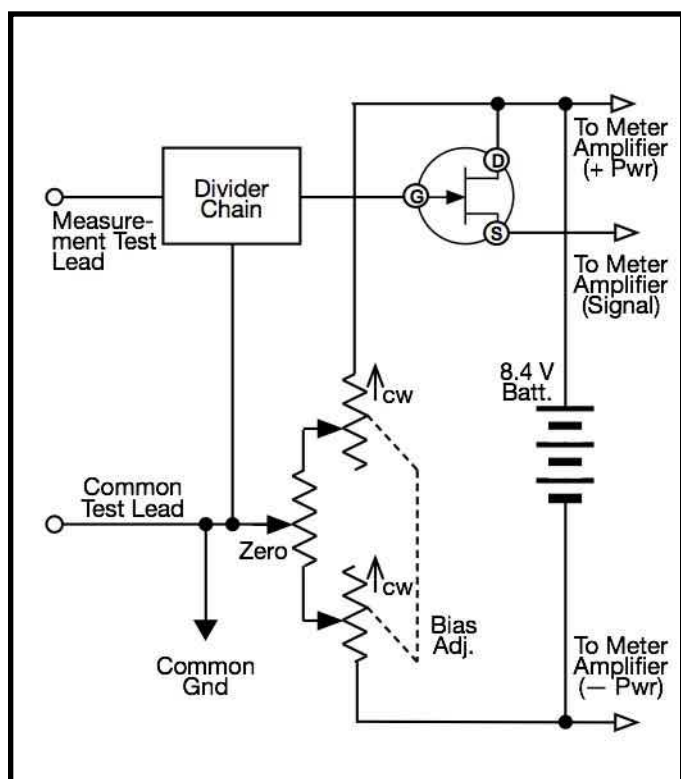 To Meter
Amplifier
(+ Pwr)
D
Divider
Chain
G
Measure-
ment Test
Lead
S
To Meter
Amplifier
(Signal)
8.4 V
Batt.
CW
Common
Test Lead
Zero
CW
Bias
Adj.
Common
Gnd
To Meter
Amplifier
(— Pwr)